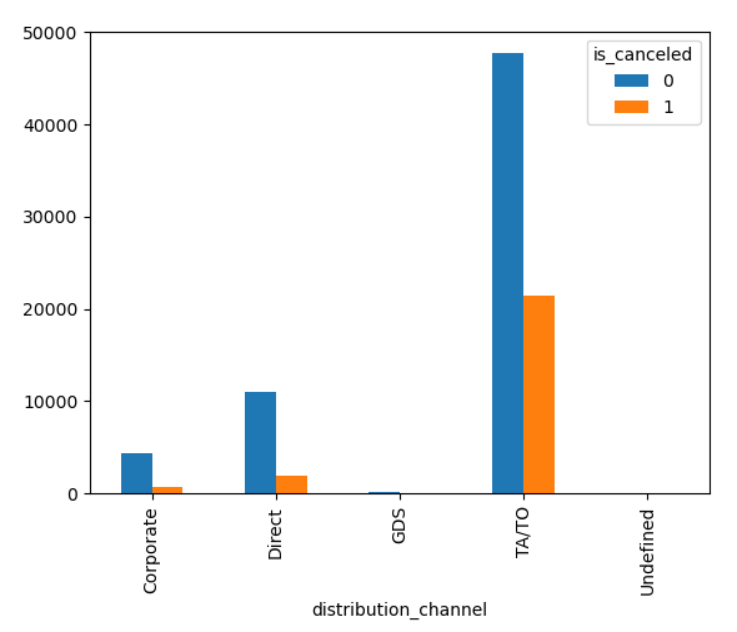 50000
40000
30000
20000
10000
0
is_canceled
0
1
Corporate
Direct
GDS
TA/TO
Undefined
distribution_channel